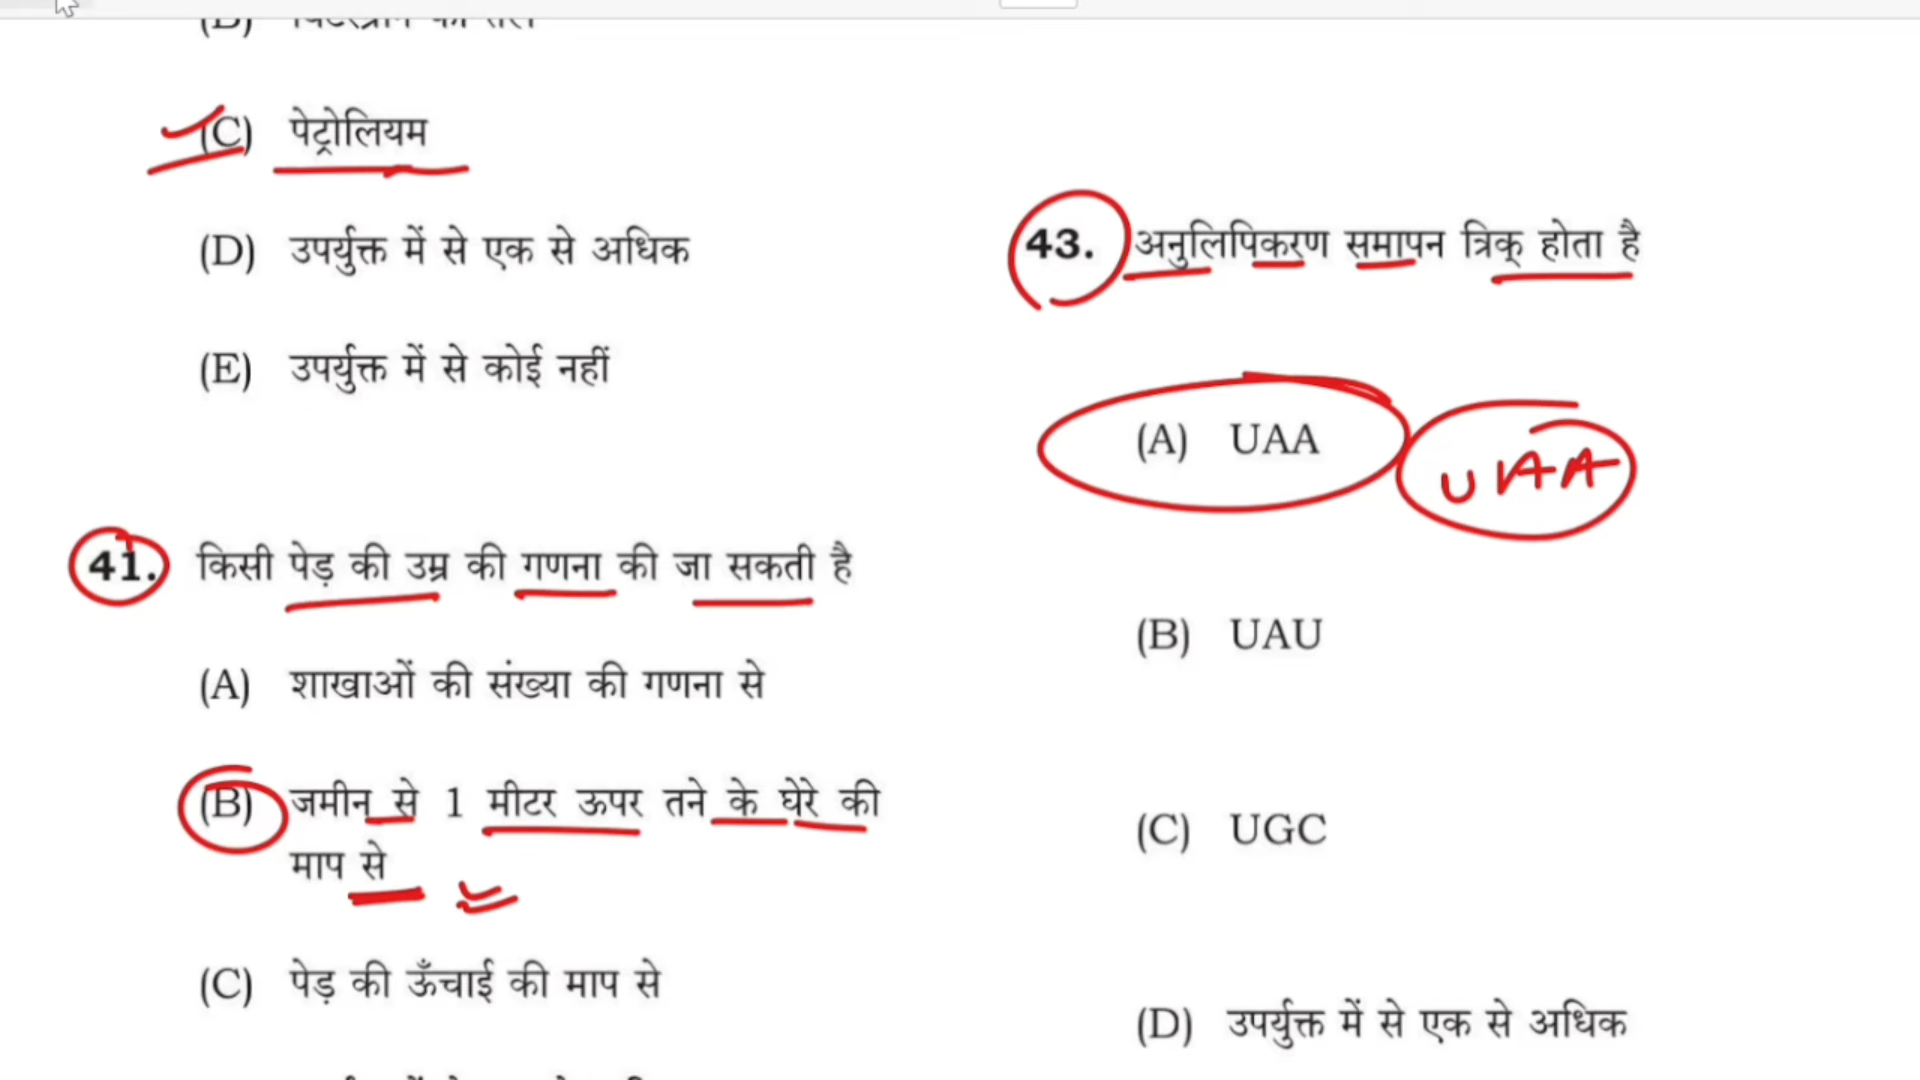 (C) पेट्रोलियम
(D) उपर्युक्त में से एक से अधिक
(E) उपर्युक्त में से कोई नहीं
41. किसी पेड़ की उम्र की गणना की जा सकती है
(A) शाखाओं की संख्या की गणना से
(B) जमीन से 1 मीटर ऊपर तने के घेरे की
माप से
(C) पेड़ की ऊँचाई की माप से
43. अनुलिपिकरण समापन त्रिक् होता है
(A) UAA
UAA
(B) UAU
(C) UGC
(D) उपर्युक्त में से एक से अधिक